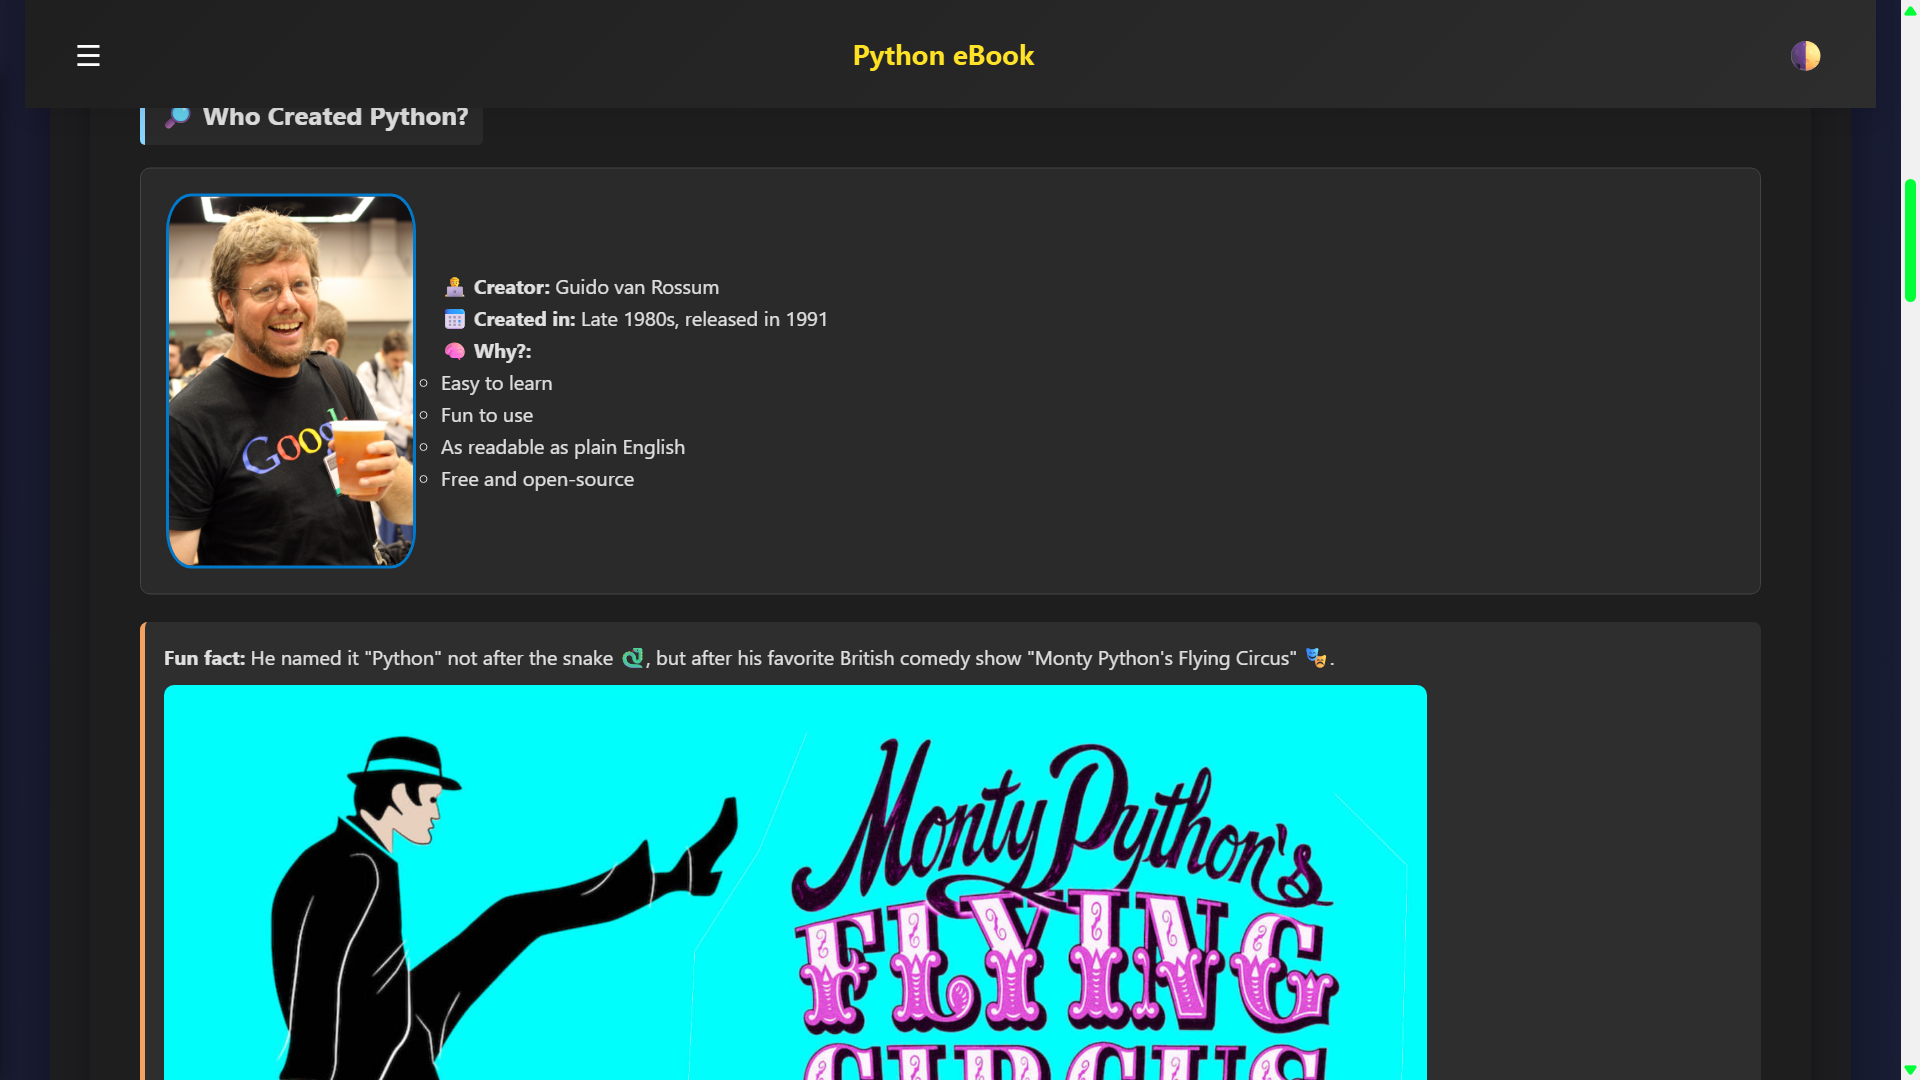 ☰
Python eBook
🔎 Who Created Python?
🧑‍💻 Creator: Guido van Rossum
📅 Created in: Late 1980s, released in 1991
🧠 Why?:
Easy to learn
Fun to use
As readable as plain English
Free and open-source
Google
Fun fact: He named it "Python" not after the snake 🐍, but after his favorite British comedy show "Monty Python's Flying Circus" 🎭.
Monty Python's
FLYING
CIRCUS